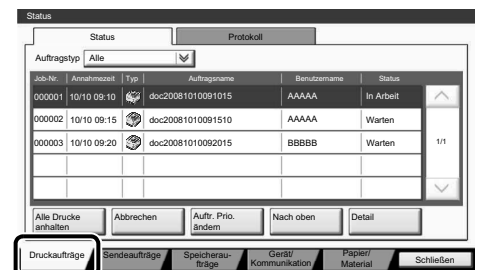 Status
Status Protokoll
Auftragstyp Alle
Job-Nr. Annahmezeit Typ Auftragsname Benutzername Status
000001 10/10 09:10 doc20081010091015 AAAAA In Arbeit
000002 10/10 09:15 doc20081010091510 AAAAA Warten
000003 10/10 09:20 doc20081010092015 BBBBB Warten
1/1
Alle Drucke
anhalten
Abbrechen
Auftr. Prio.
ändern
Nach oben
Detail
Druckaufträge
Sendeaufträge
Speicherau-
fträge
Gerät/
Kommunikation
Papier/
Material
Schließen